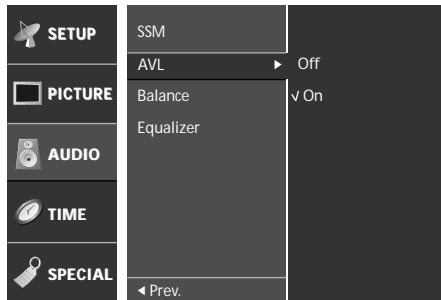 SETUP
PICTURE
AUDIO
TIME
SPECIAL
SSM
AVL ►
Balance
Equalizer
◄ Prev.
Off
√ On